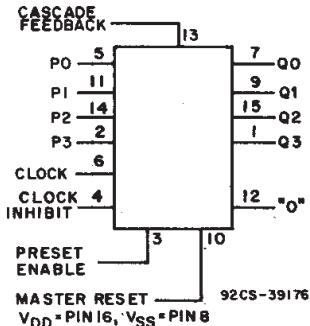 CASCADE
FEEDBACK
13
P0 5 7 Q0
P1 11 9 Q1
P2 14 15 Q2
P3 2 1 Q3
6
CLOCK
CLOCK 4 12 "0"
INHIBIT
3 10
PRESET
ENABLE
MASTER RESET 92CS-39176
VDD = PIN 16, VSS = PIN 8